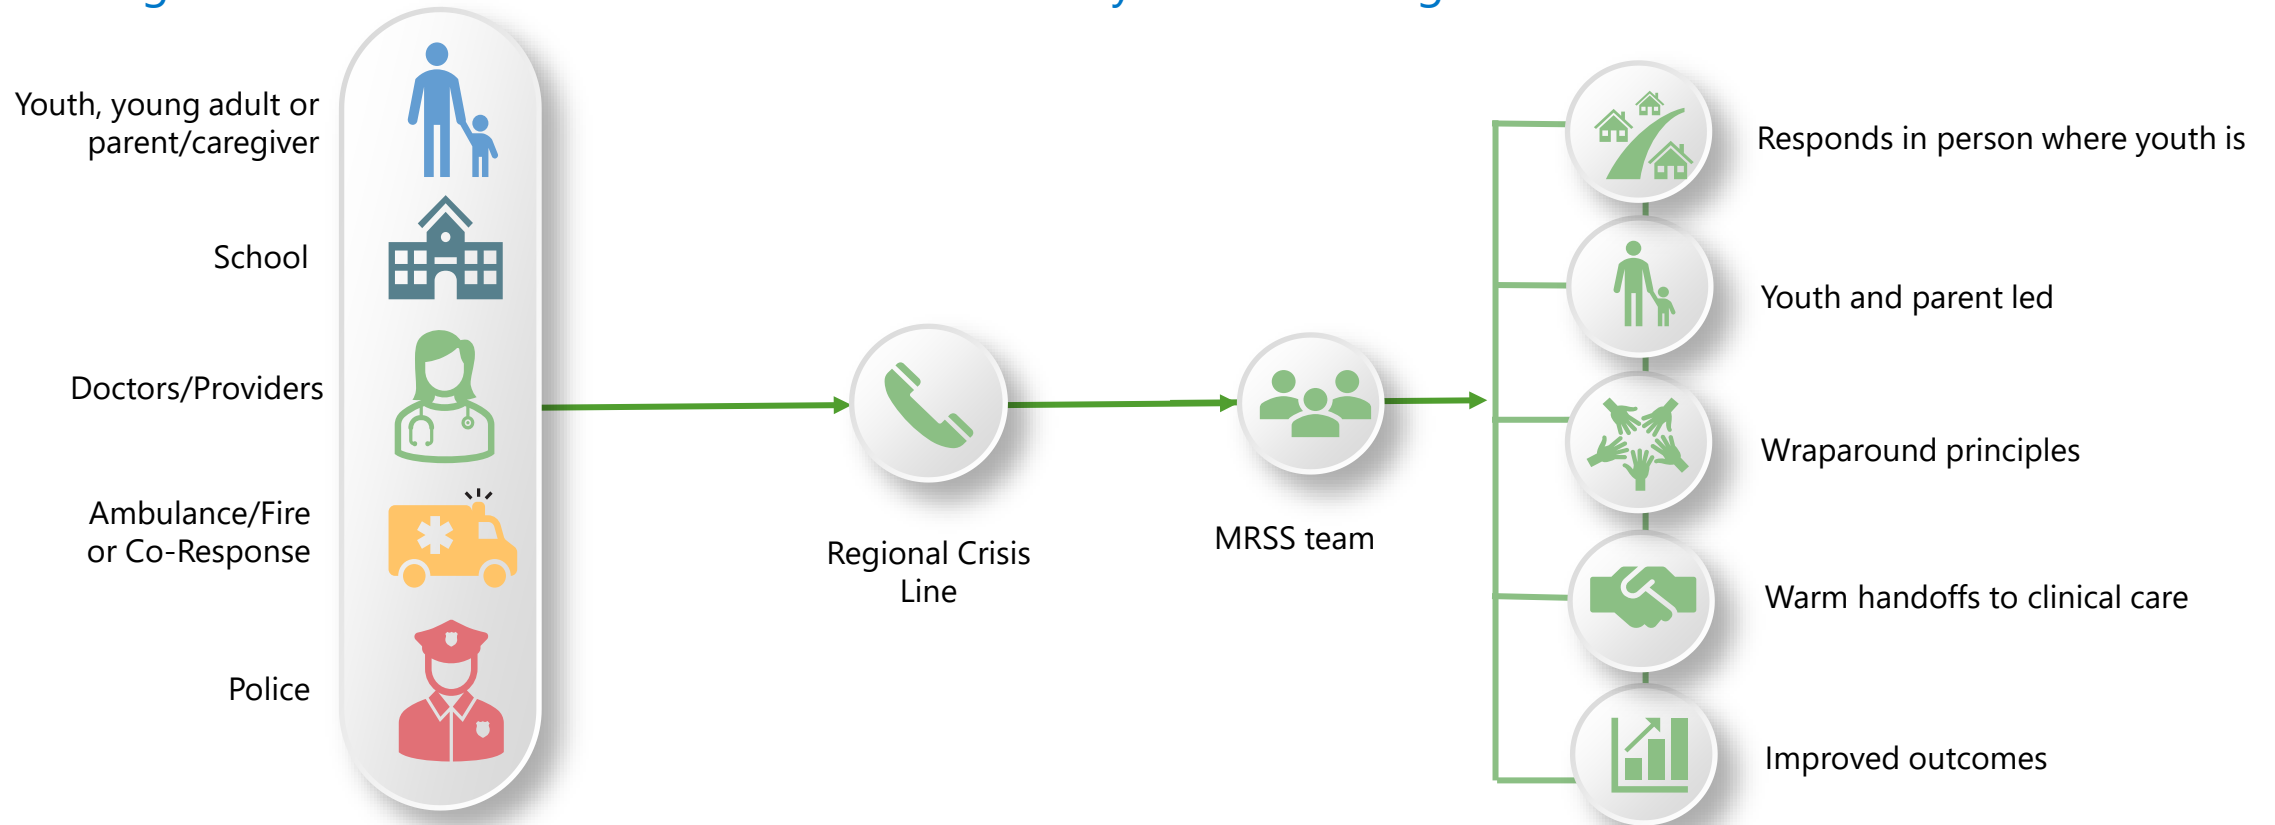 Youth, young adult or
parent/caregiver
School
Doctors/Providers
Ambulance/Fire
or Co-Response
Police
Regional Crisis
Line
MRSS team
Responds in person where youth is
Youth and parent led
Wraparound principles
Warm handoffs to clinical care
Improved outcomes